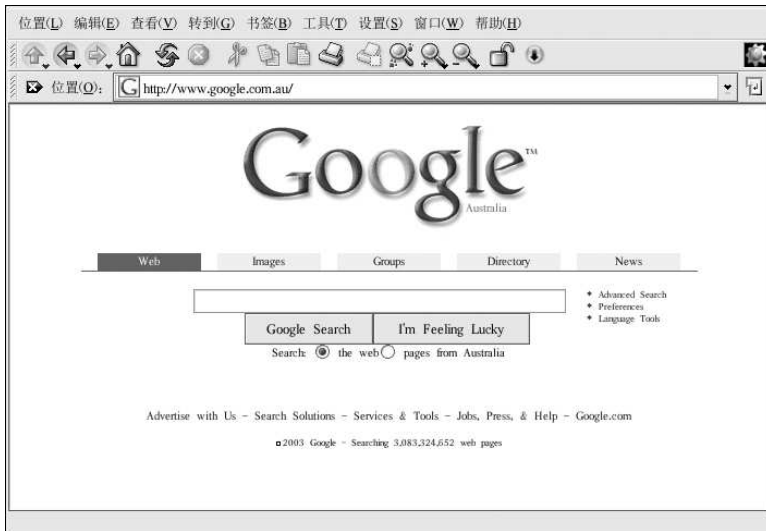 位置(L) 编辑(E) 查看(V) 转到(G) 书签(B) 工具(T) 设置(S) 窗口(W) 帮助(H)
位置(O): G http://www.google.com.au/
Google™
Australia
Web Images Groups Directory News
Advanced Search
Preferences
Language Tools
Google Search I'm Feeling Lucky
Search: the web pages from Australia
Advertise with Us - Search Solutions - Services & Tools - Jobs, Press, & Help - Google.com
2003 Google - Searching 3,083,324,652 web pages